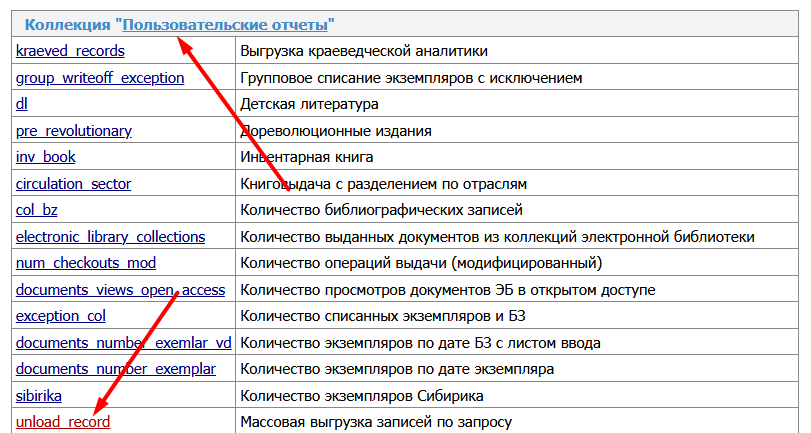 Коллекция "Пользовательские отчеты"
kraeved_records Выгрузка краеведческой аналитики
group_writeoff_exception Групповое списание экземпляров с исключением
dl Детская литература
pre_revolutionary Дореволюционные издания
inv_book Инвентарная книга
circulation_sector Книговыдача с разделением по отраслям
col_bz Количество библиографических записей
electronic_library_collections Количество выданных документов из коллекций электронной библиотеки
num_checkouts_mod Количество операций выдачи (модифицированный)
documents_views_open_access Количество просмотров документов ЭБ в открытом доступе
exception_col Количество списанных экземпляров и БЗ
documents_number_exemlar_vd Количество экземпляров по дате БЗ с листом ввода
documents_number_exemplar Количество экземпляров по дате экземпляра
sibirika Количество экземпляров Сибирика
unload_record Массовая выгрузка записей по запросу